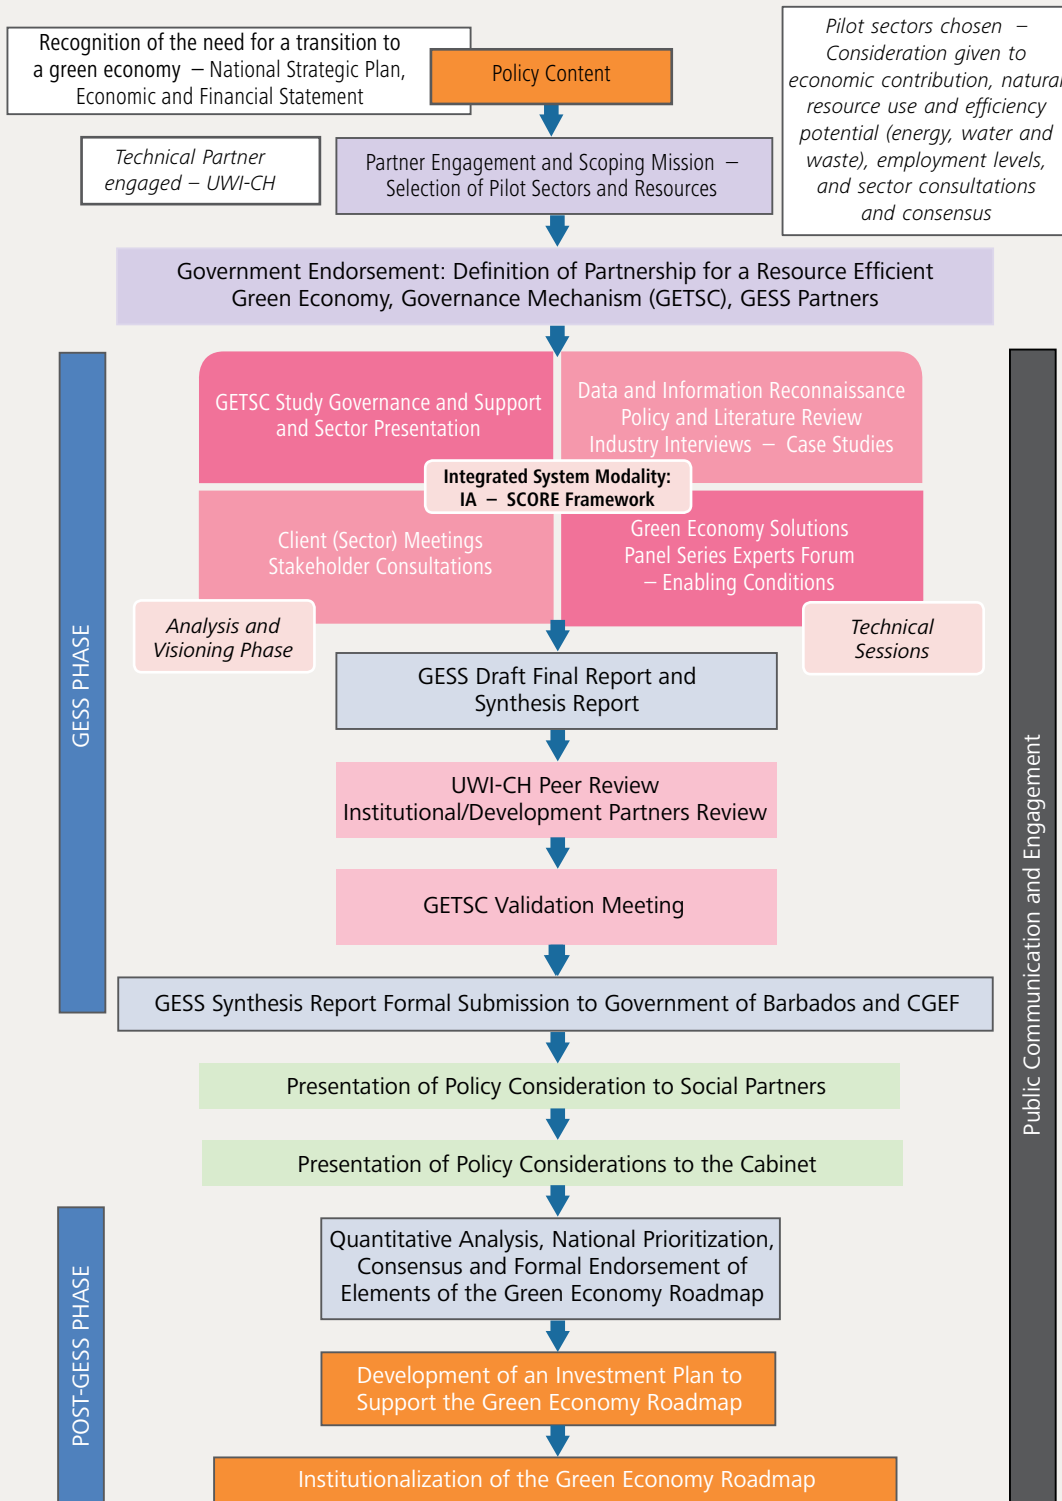 Recognition of the need for a transition to
a green economy – National Strategic Plan,
Economic and Financial Statement
Policy Content
Pilot sectors chosen –
Consideration given to
economic contribution, natural
resource use and efficiency
potential (energy, water and
waste), employment levels,
and sector consultations
and consensus
Technical Partner
engaged – UWI-CH
Partner Engagement and Scoping Mission –
Selection of Pilot Sectors and Resources
Government Endorsement: Definition of Partnership for a Resource Efficient
Green Economy, Governance Mechanism (GETSC), GESS Partners
GESS PHASE
GETSC Study Governance and Support
and Sector Presentation
Data and Information Reconnaissance
Policy and Literature Review
Industry Interviews – Case Studies
Integrated System Modality:
IA – SCORE Framework
Client (Sector) Meetings
Stakeholder Consultations
Green Economy Solutions
Panel Series Experts Forum
– Enabling Conditions
Analysis and
Visioning Phase
Technical
Sessions
GESS Draft Final Report and
Synthesis Report
UWI-CH Peer Review
Institutional/Development Partners Review
GETSC Validation Meeting
GESS Synthesis Report Formal Submission to Government of Barbados and CGEF
Public Communication and Engagement
Presentation of Policy Consideration to Social Partners
Presentation of Policy Considerations to the Cabinet
POST-GESS PHASE
Quantitative Analysis, National Prioritization,
Consensus and Formal Endorsement of
Elements of the Green Economy Roadmap
Development of an Investment Plan to
Support the Green Economy Roadmap
Institutionalization of the Green Economy Roadmap